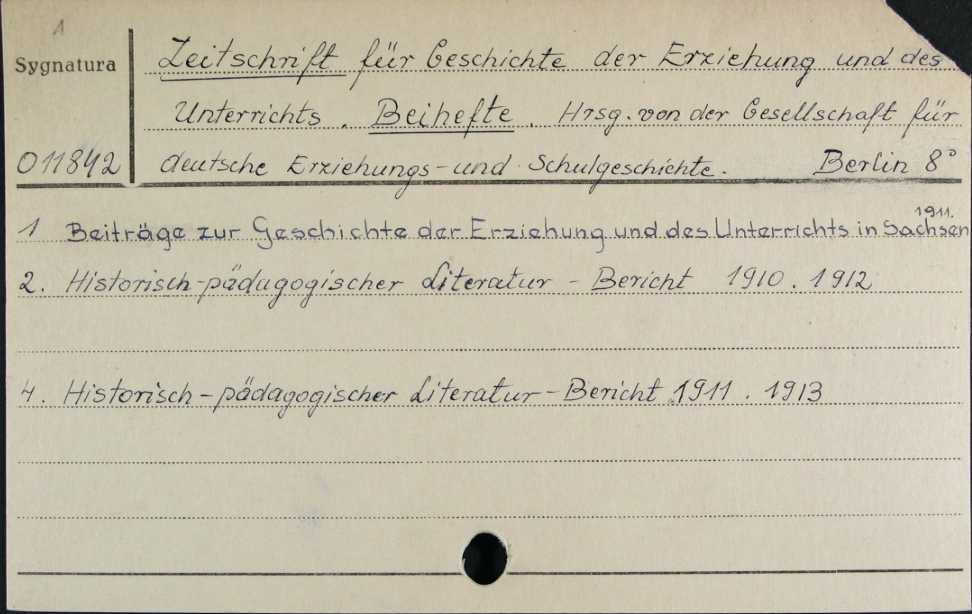 1
Sygnatura
Zeitschrift für Geschichte der Erziehung und des
Unterrichts. Beihefte. Hrsg. von der Gesellschaft für
011842
deutsche Erziehungs- und Schulgeschichte. Berlin 8°
1 Beiträge zur Geschichte der Erziehung und des Unterrichts in Sachsen 1911.
2. Historisch-pädagogischer Literatur - Bericht 1910. 1912
4. Historisch-pädagogischer Literatur - Bericht 1911. 1913